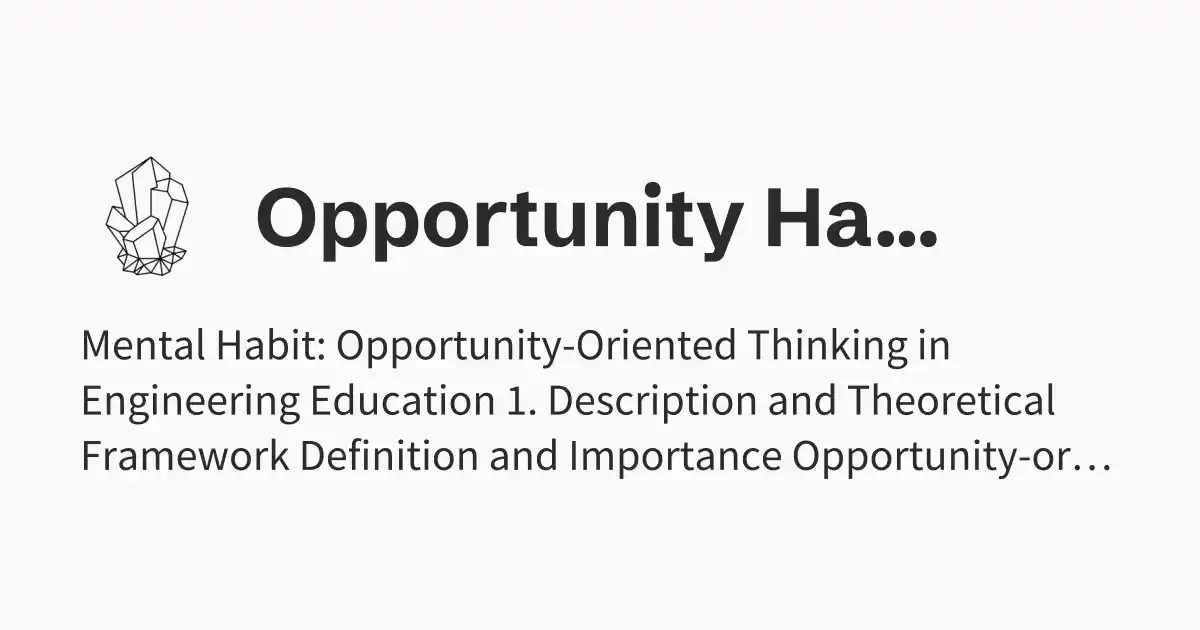 Opportunity Ha...
Mental Habit: Opportunity-Oriented Thinking in
Engineering Education 1. Description and Theoretical
Framework Definition and Importance Opportunity-or…